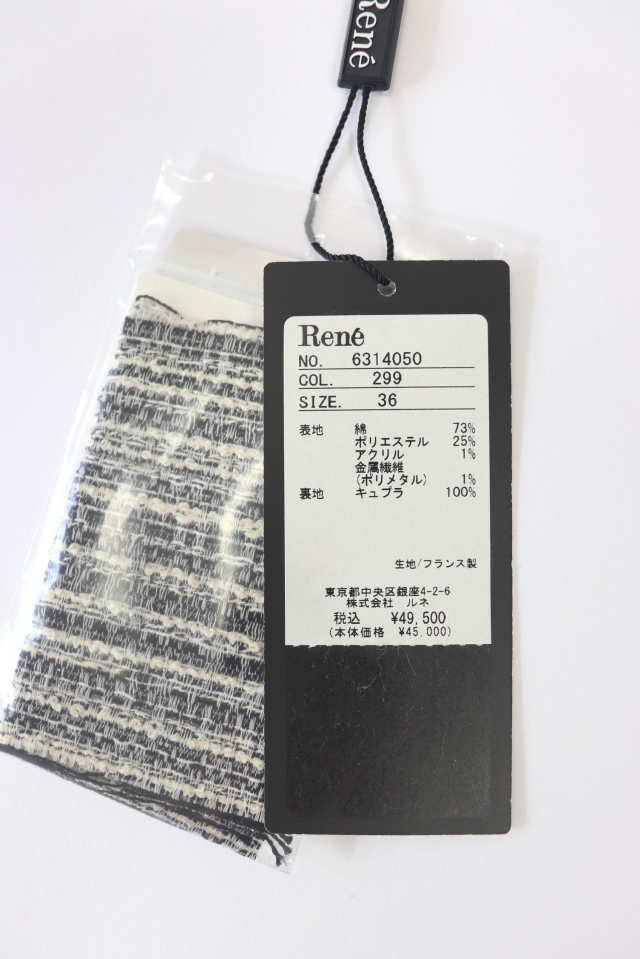 René
René
NO. 6314050
COL. 299
SIZE. 36
表地 綿 73%
ポリエステル 25%
アクリル 1%
金属繊維
(ポリメタル) 1%
裏地 キュプラ 100%
生地/フランス製
東京都中央区銀座4-2-6
株式会社 ルネ
税込 ¥49,500
(本体価格 ¥45,000)